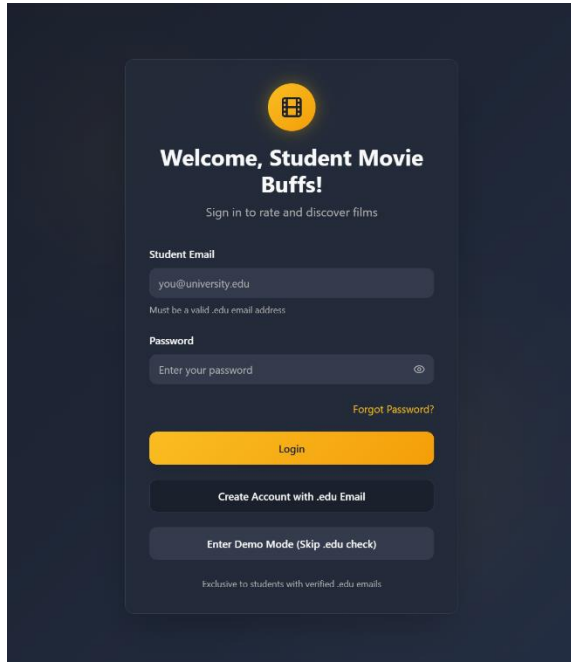 Welcome, Student Movie
Buffs!
Sign in to rate and discover films
Student Email
you@university.edu
Must be a valid .edu email address
Password
Enter your password
Forgot Password?
Login
Create Account with .edu Email
Enter Demo Mode (Skip .edu check)
Exclusive to students with verified .edu emails